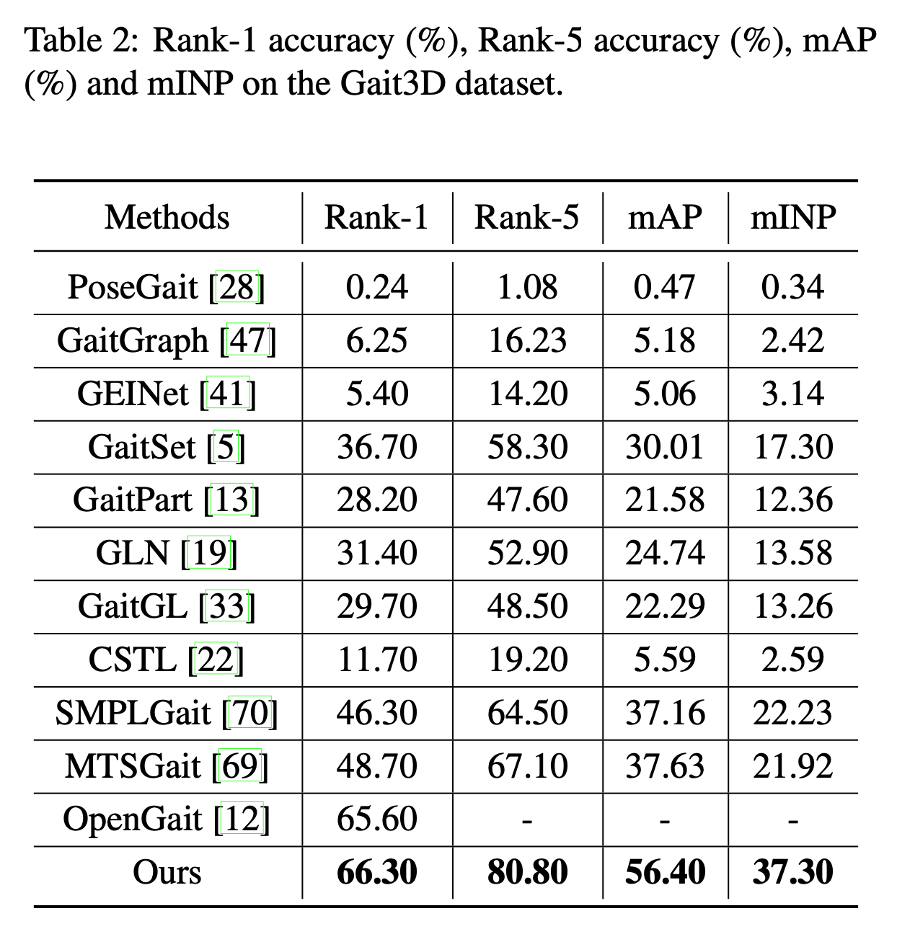 Table 2: Rank-1 accuracy (%), Rank-5 accuracy (%), mAP
(%) and mINP on the Gait3D dataset.
Methods Rank-1 Rank-5 mAP mINP
PoseGait [28] 0.24 1.08 0.47 0.34
GaitGraph [47] 6.25 16.23 5.18 2.42
GEINet [41] 5.40 14.20 5.06 3.14
GaitSet [5] 36.70 58.30 30.01 17.30
GaitPart [13] 28.20 47.60 21.58 12.36
GLN [19] 31.40 52.90 24.74 13.58
GaitGL [33] 29.70 48.50 22.29 13.26
CSTL [22] 11.70 19.20 5.59 2.59
SMPLGait [70] 46.30 64.50 37.16 22.23
MTSGait [69] 48.70 67.10 37.63 21.92
OpenGait [12] 65.60 - - -
Ours 66.30 80.80 56.40 37.30